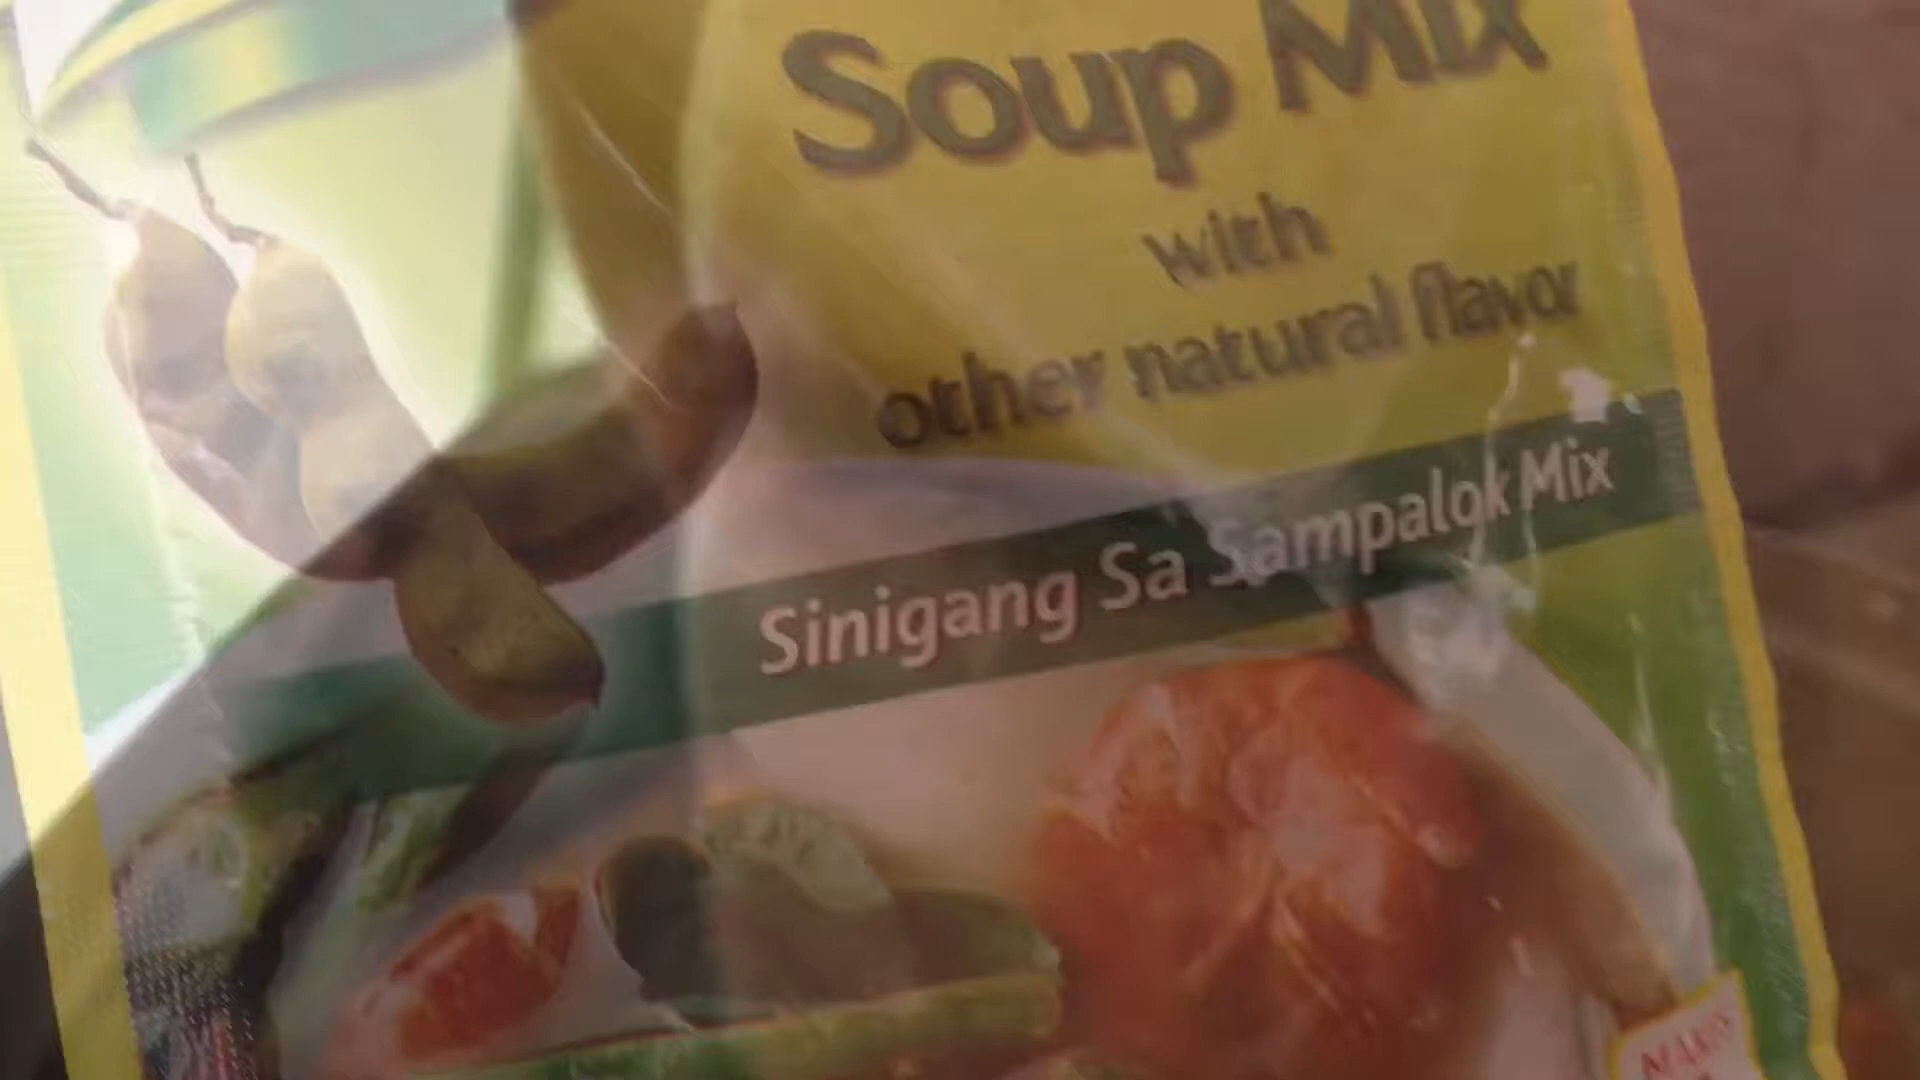 Soup Mix
with
other natural flavor
Sinigang Sa Sampalok Mix